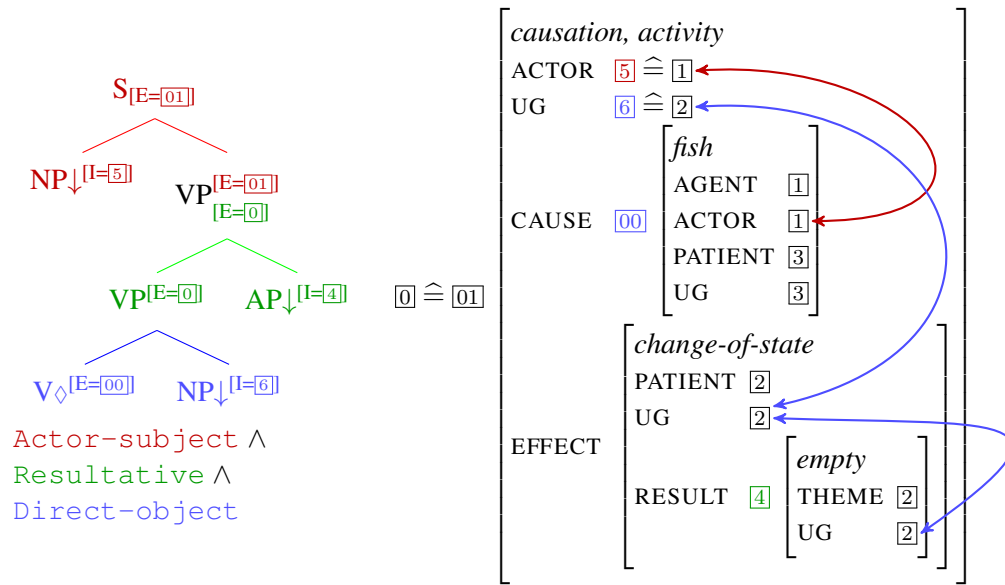 S[E=01]
NP↓[I=5] VP[E=01][E=0]
VP[E=0] AP↓[I=4]
V◊[E=00] NP↓[I=6]
Actor-subject ∧
Resultative ∧
Direct-object
0 ≙ 01
causation, activity
ACTOR 5 ≙ 1
UG 6 ≙ 2
CAUSE 00
fish
AGENT 1
ACTOR 1
PATIENT 3
UG 3
EFFECT
change-of-state
PATIENT 2
UG 2
RESULT 4
empty
THEME 2
UG 2